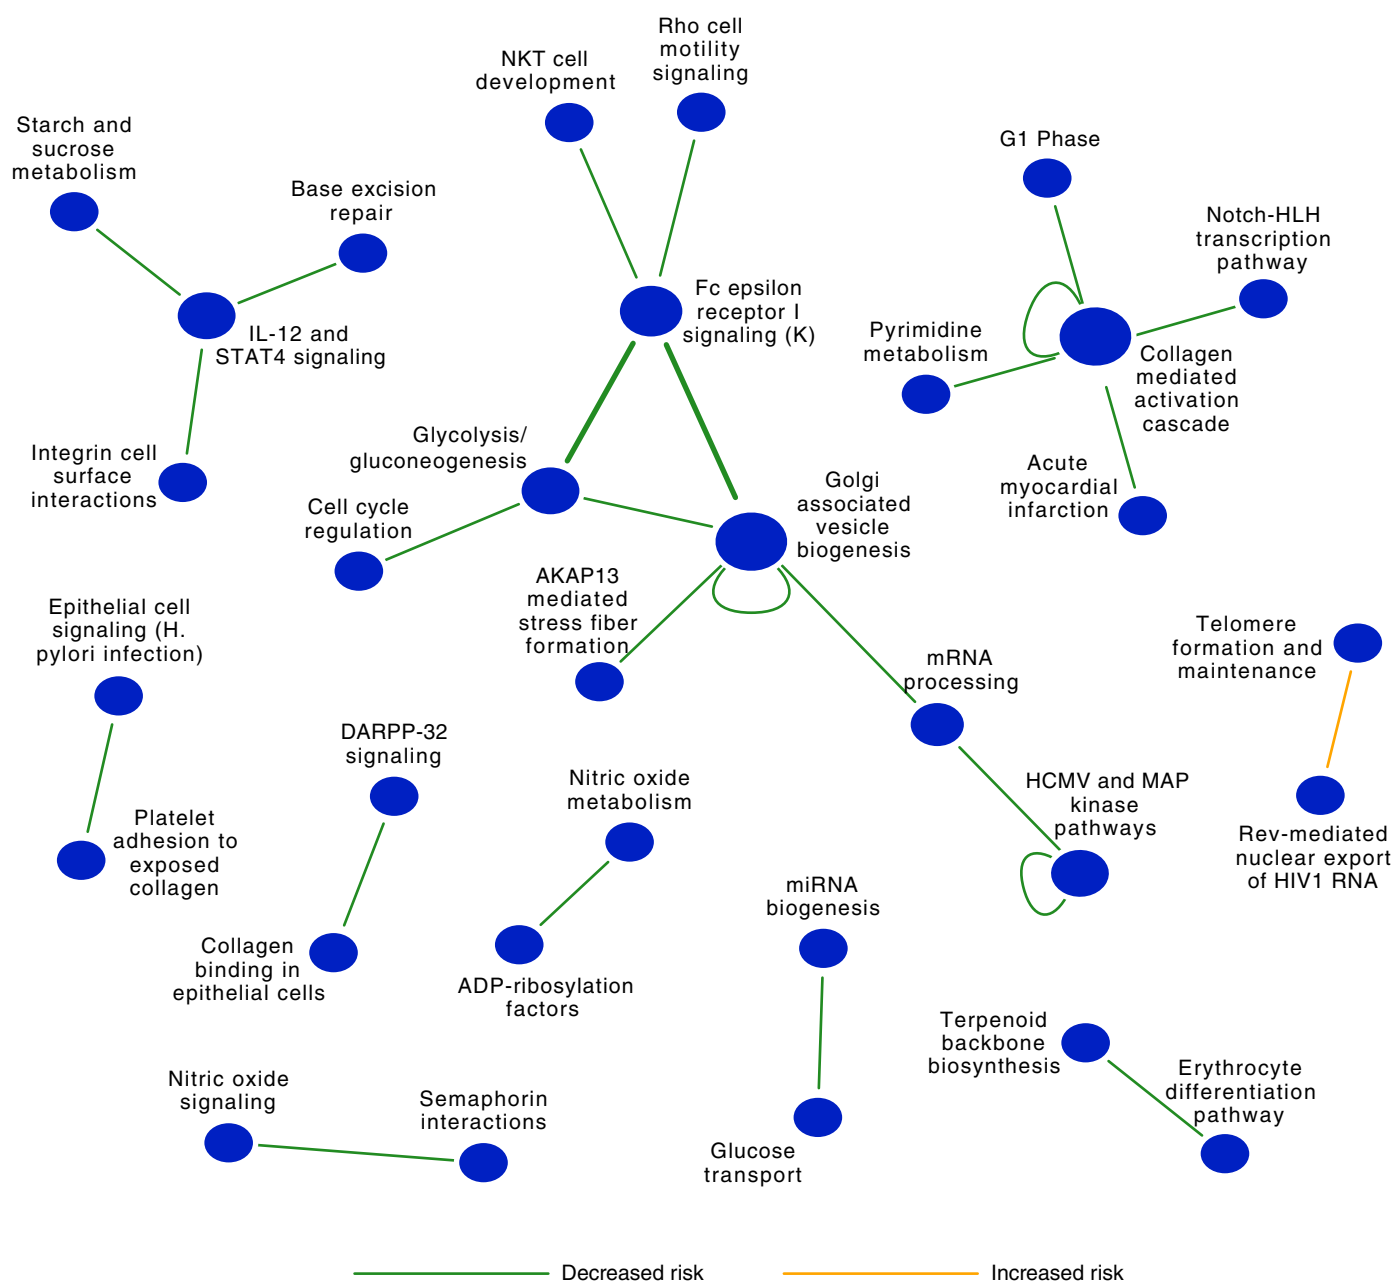 Rho cell
motility
signaling
NKT cell
development
Starch and
sucrose
metabolism
Base excision
repair
G1 Phase
Notch-HLH
transcription
pathway
IL-12 and
STAT4 signaling
Fc epsilon
receptor I
signaling (K)
Pyrimidine
metabolism
Collagen
mediated
activation
cascade
Integrin cell
surface
interactions
Glycolysis/
gluconeogenesis
Cell cycle
regulation
Golgi
associated
vesicle
biogenesis
Acute
myocardial
infarction
AKAP13
mediated
stress fiber
formation
Epithelial cell
signaling (H.
pylori infection)
mRNA
processing
Telomere
formation and
maintenance
DARPP-32
signaling
Nitric oxide
metabolism
HCMV and MAP
kinase
pathways
Platelet
adhesion to
exposed
collagen
Rev-mediated
nuclear export
of HIV1 RNA
miRNA
biogenesis
Collagen
binding in
epithelial cells
ADP-ribosylation
factors
Terpenoid
backbone
biosynthesis
Erythrocyte
differentiation
pathway
Nitric oxide
signaling
Semaphorin
interactions
Glucose
transport
Decreased risk
Increased risk